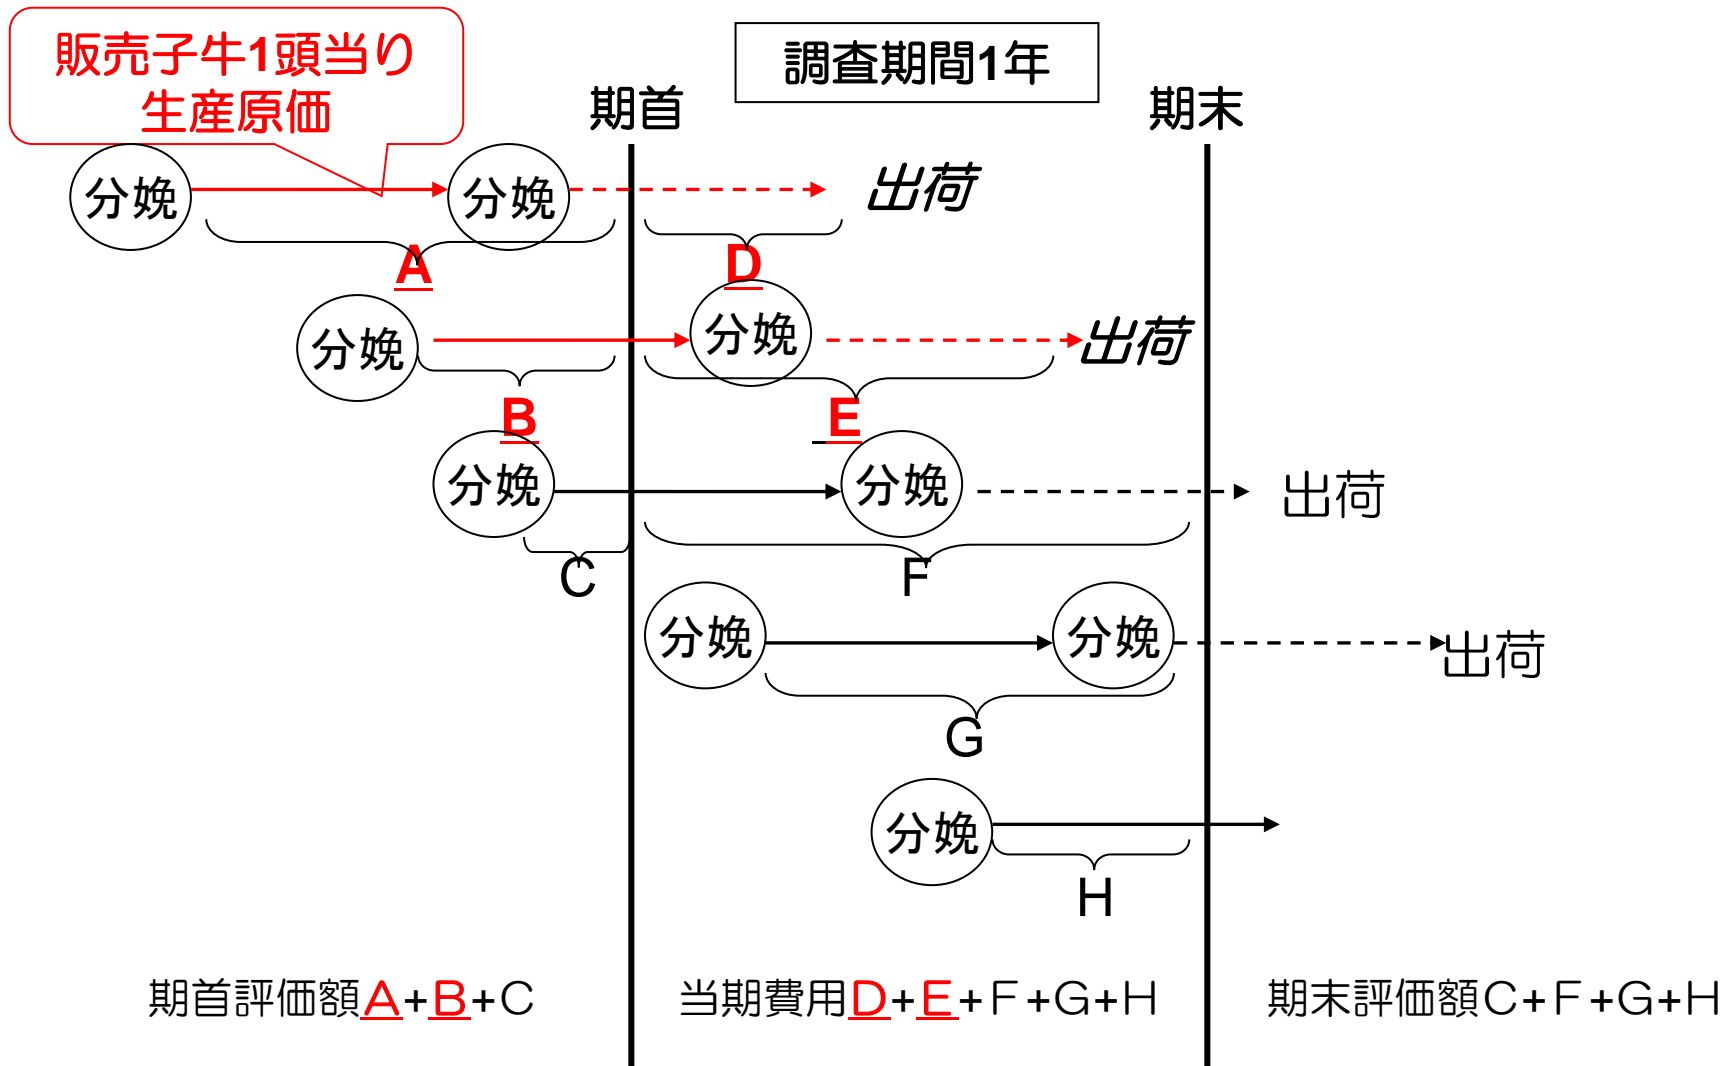 販売子牛1頭当り
生産原価
調査期間1年
期首
期末
分娩
分娩
出荷
A
D
分娩
分娩
出荷
B
E
分娩
分娩
出荷
C
F
分娩
分娩
出荷
G
分娩
H
期首評価額A+B+C
当期費用D+E+F+G+H
期末評価額C+F+G+H